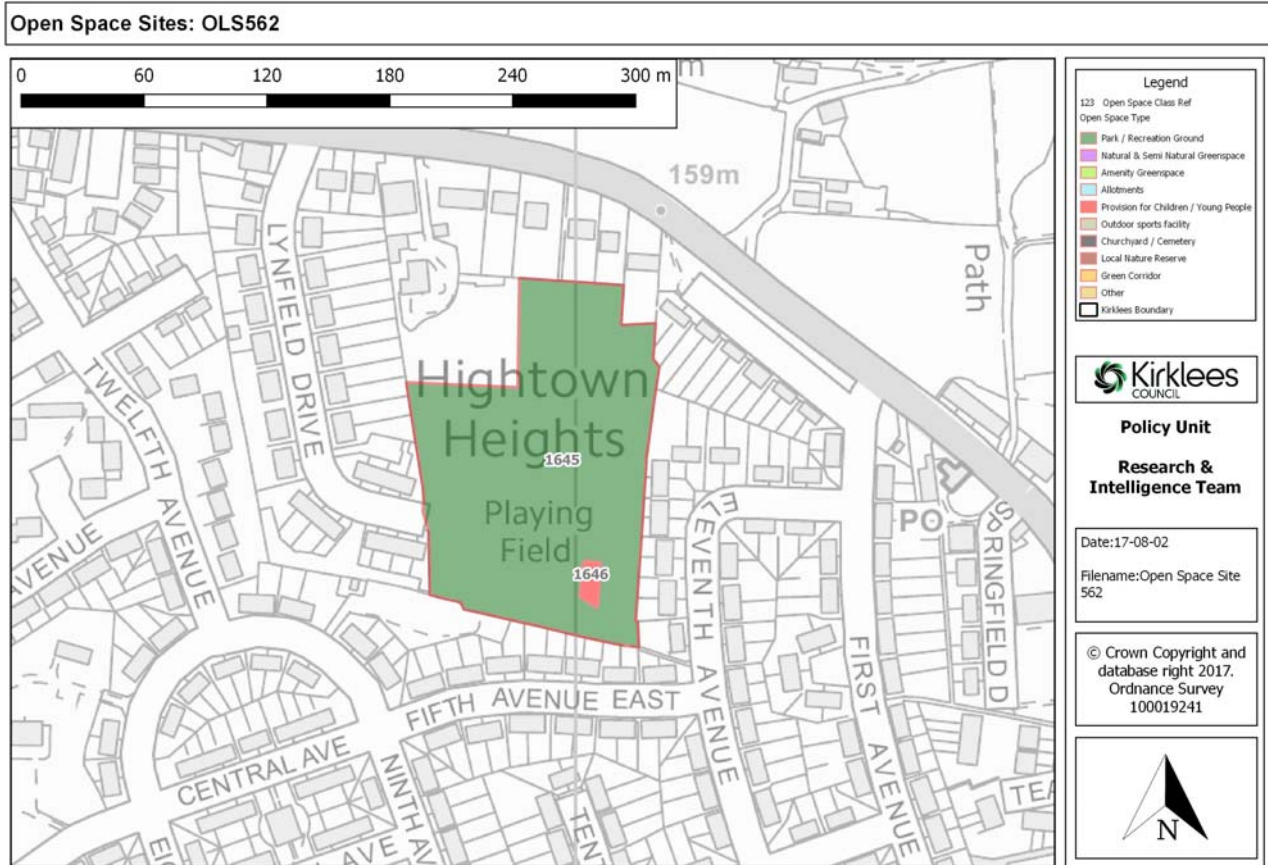 Open Space Sites: OLS562
0 60 120 180 240 300 m
m
159m
Path
LYNFIELD DRIVE
TWELFTH AVENUE
AVENUE
Hightown
Heights
1645
Playing
Field
1646
ELEVENTH AVENUE
PO
SPRINGFIELD D
FIRST AVENUE
FIFTH AVENUE EAST
CENTRAL AVE
NINTH AV
AVE
TENT
EIG
TEA
Legend
123 Open Space Class Ref
Open Space Type
Park / Recreation Ground
Natural & Semi Natural Greenspace
Amenity Greenspace
Allotments
Provision for Children / Young People
Outdoor sports facility
Churchyard / Cemetery
Local Nature Reserve
Green Corridor
Other
Kirklees Boundary
Kirklees
COUNCIL
Policy Unit
Research &
Intelligence Team
Date:17-08-02
Filename:Open Space Site
562
© Crown Copyright and
database right 2017.
Ordnance Survey
100019241
N